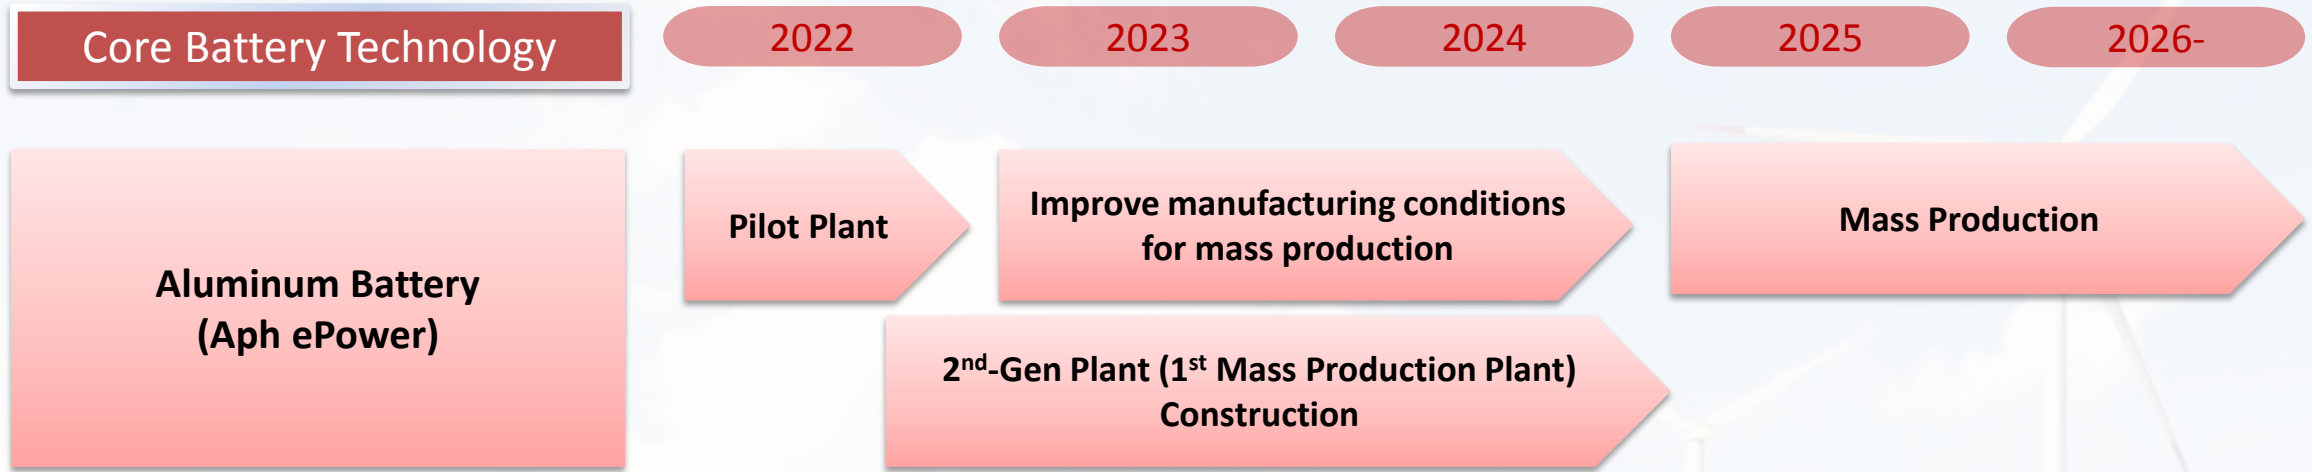 Core Battery Technology
2022
2023
2024
2025
2026-
Aluminum Battery
(Aph ePower)
Pilot Plant
Improve manufacturing conditions
for mass production
Mass Production
2nd-Gen Plant (1st Mass Production Plant)
Construction